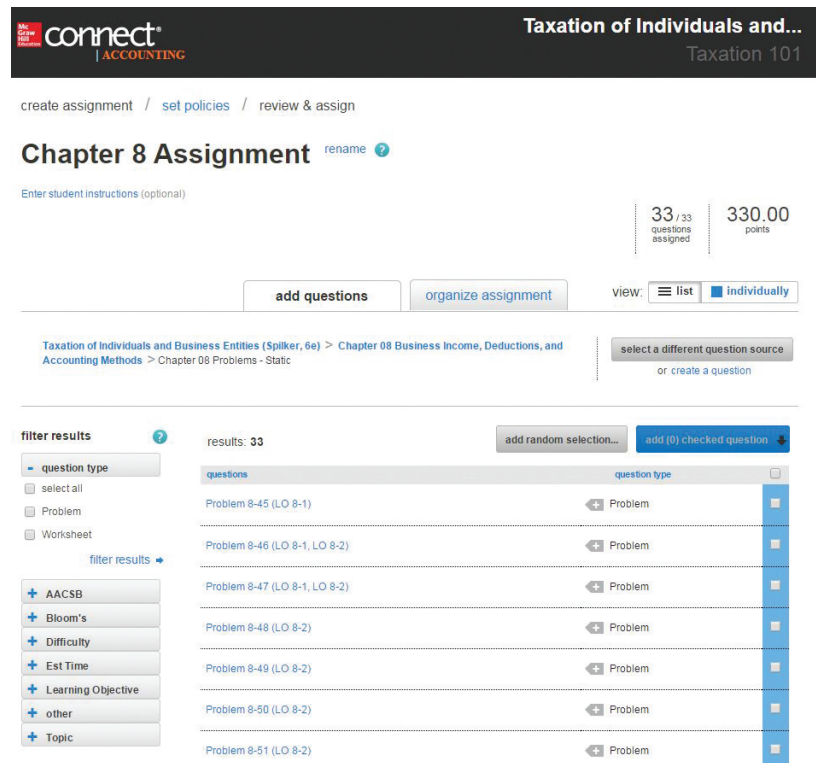 Mc
Graw
Hill
Education
connect®
| ACCOUNTING
Taxation of Individuals and...
Taxation 101
create assignment / set policies / review & assign
Chapter 8 Assignment rename ?
Enter student instructions (optional)
33 / 33
questions
assigned
330.00
points
add questions
organize assignment
view: list individually
Taxation of Individuals and Business Entities (Spilker, 6e) > Chapter 08 Business Income, Deductions, and
Accounting Methods > Chapter 08 Problems - Static
select a different question source
or create a question
filter results ?
- question type
select all
Problem
Worksheet
filter results
+ AACSB
+ Bloom's
+ Difficulty
+ Est Time
+ Learning Objective
+ other
+ Topic
results: 33
add random selection...
add (0) checked question
questions question type
Problem 8-45 (LO 8-1) Problem
Problem 8-46 (LO 8-1, LO 8-2) Problem
Problem 8-47 (LO 8-1, LO 8-2) Problem
Problem 8-48 (LO 8-2) Problem
Problem 8-49 (LO 8-2) Problem
Problem 8-50 (LO 8-2) Problem
Problem 8-51 (LO 8-2) Problem